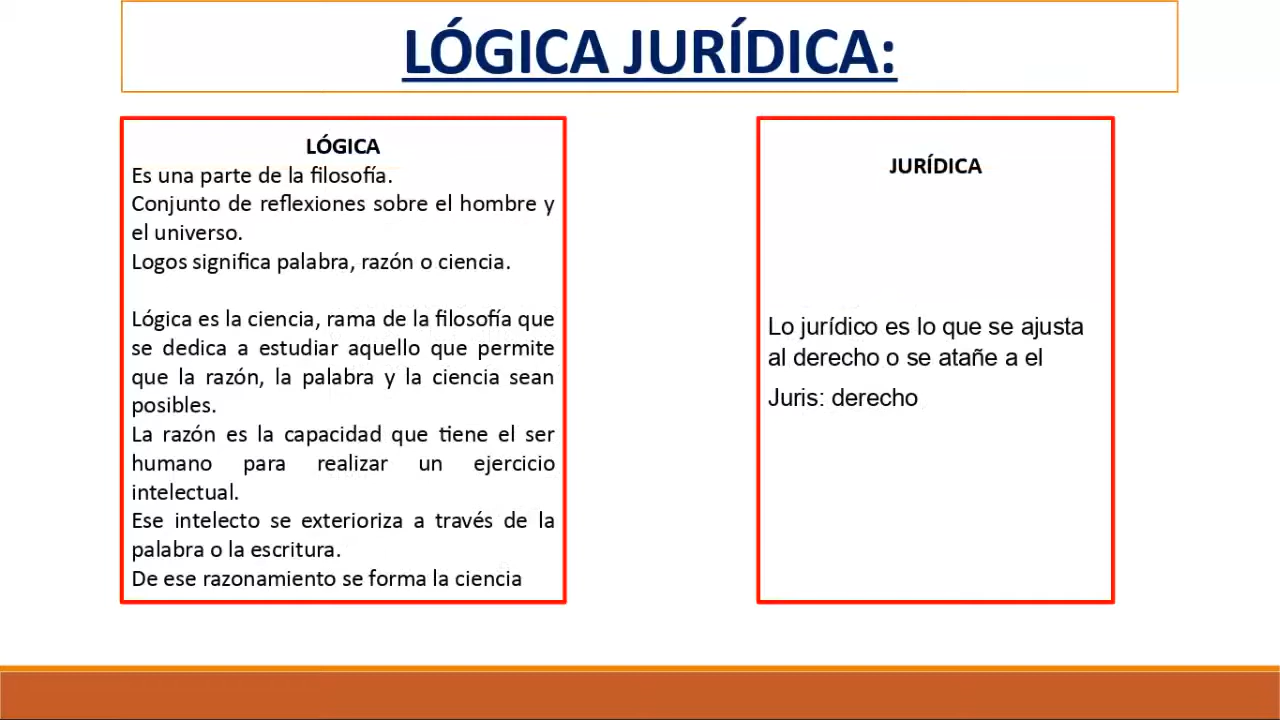 LÓGICA JURÍDICA:
LÓGICA
Es una parte de la filosofía.
Conjunto de reflexiones sobre el hombre y
el universo.
Logos significa palabra, razón o ciencia.
Lógica es la ciencia, rama de la filosofía que
se dedica a estudiar aquello que permite
que la razón, la palabra y la ciencia sean
posibles.
La razón es la capacidad que tiene el ser
humano para realizar un ejercicio
intelectual.
Ese intelecto se exterioriza a través de la
palabra o la escritura.
De ese razonamiento se forma la ciencia
JURÍDICA
Lo jurídico es lo que se ajusta
al derecho o se atañe a el
Juris: derecho